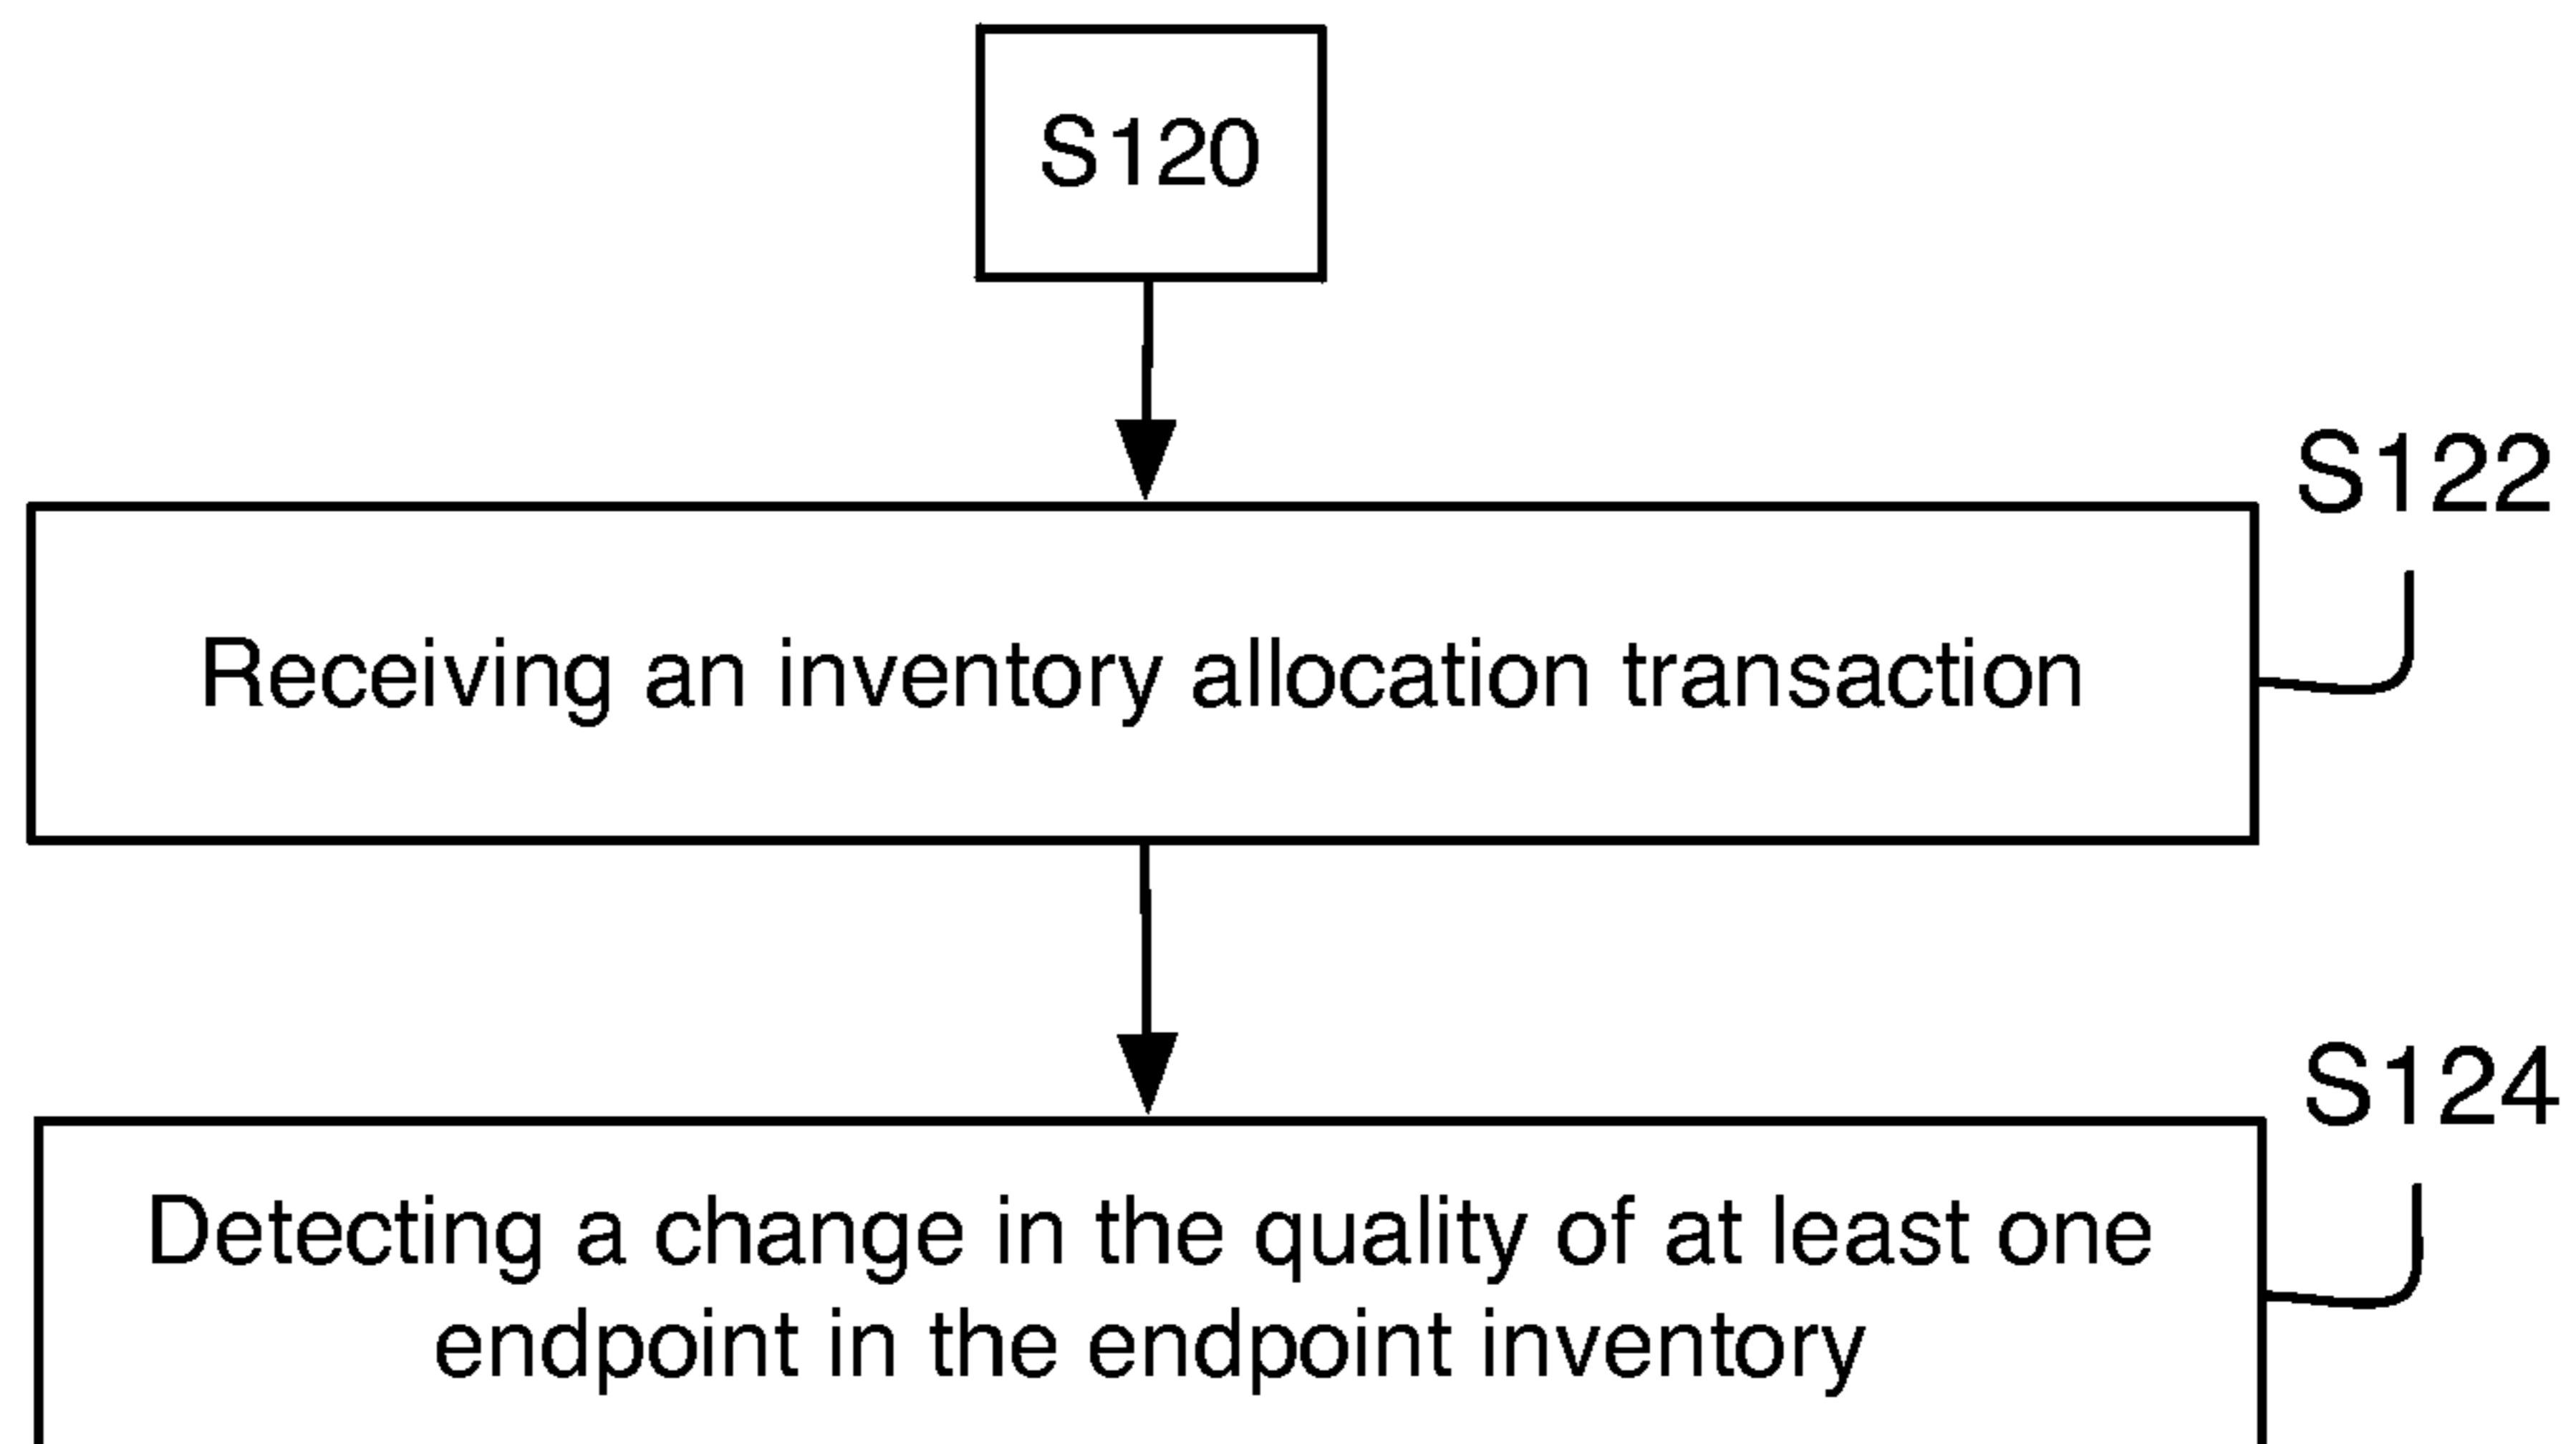 S120
S122
Receiving an inventory allocation transaction
S124
Detecting a change in the quality of at least one
endpoint in the endpoint inventory